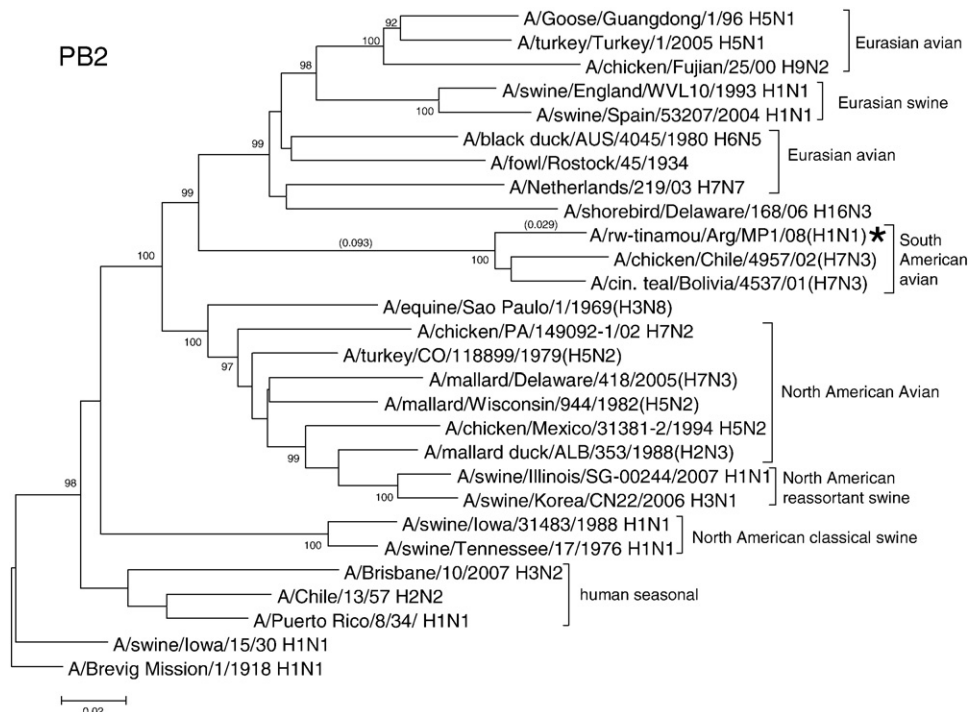 PB2
92
A/Goose/Guangdong/1/96 H5N1
100
A/turkey/Turkey/1/2005 H5N1
Eurasian avian
98
A/chicken/Fujian/25/00 H9N2
A/swine/England/WVL10/1993 H1N1
Eurasian swine
100
A/swine/Spain/53207/2004 H1N1
99
A/black duck/AUS/4045/1980 H6N5
A/fowl/Rostock/45/1934
Eurasian avian
99
A/Netherlands/219/03 H7N7
A/shorebird/Delaware/168/06 H16N3
(0.093)
(0.029)
A/rw-tinamou/Arg/MP1/08(H1N1)*
South
American
avian
100
100
A/chicken/Chile/4957/02(H7N3)
A/cin. teal/Bolivia/4537/01(H7N3)
A/equine/Sao Paulo/1/1969(H3N8)
100
A/chicken/PA/149092-1/02 H7N2
97
A/turkey/CO/118899/1979(H5N2)
A/mallard/Delaware/418/2005(H7N3)
North American Avian
A/mallard/Wisconsin/944/1982(H5N2)
A/chicken/Mexico/31381-2/1994 H5N2
99
A/mallard duck/ALB/353/1988(H2N3)
A/swine/Illinois/SG-00244/2007 H1N1
North American
reassortant swine
98
100
A/swine/Korea/CN22/2006 H3N1
A/swine/Iowa/31483/1988 H1N1
North American classical swine
100
A/swine/Tennessee/17/1976 H1N1
A/Brisbane/10/2007 H3N2
A/Chile/13/57 H2N2
human seasonal
A/Puerto Rico/8/34/ H1N1
A/swine/Iowa/15/30 H1N1
A/Brevig Mission/1/1918 H1N1